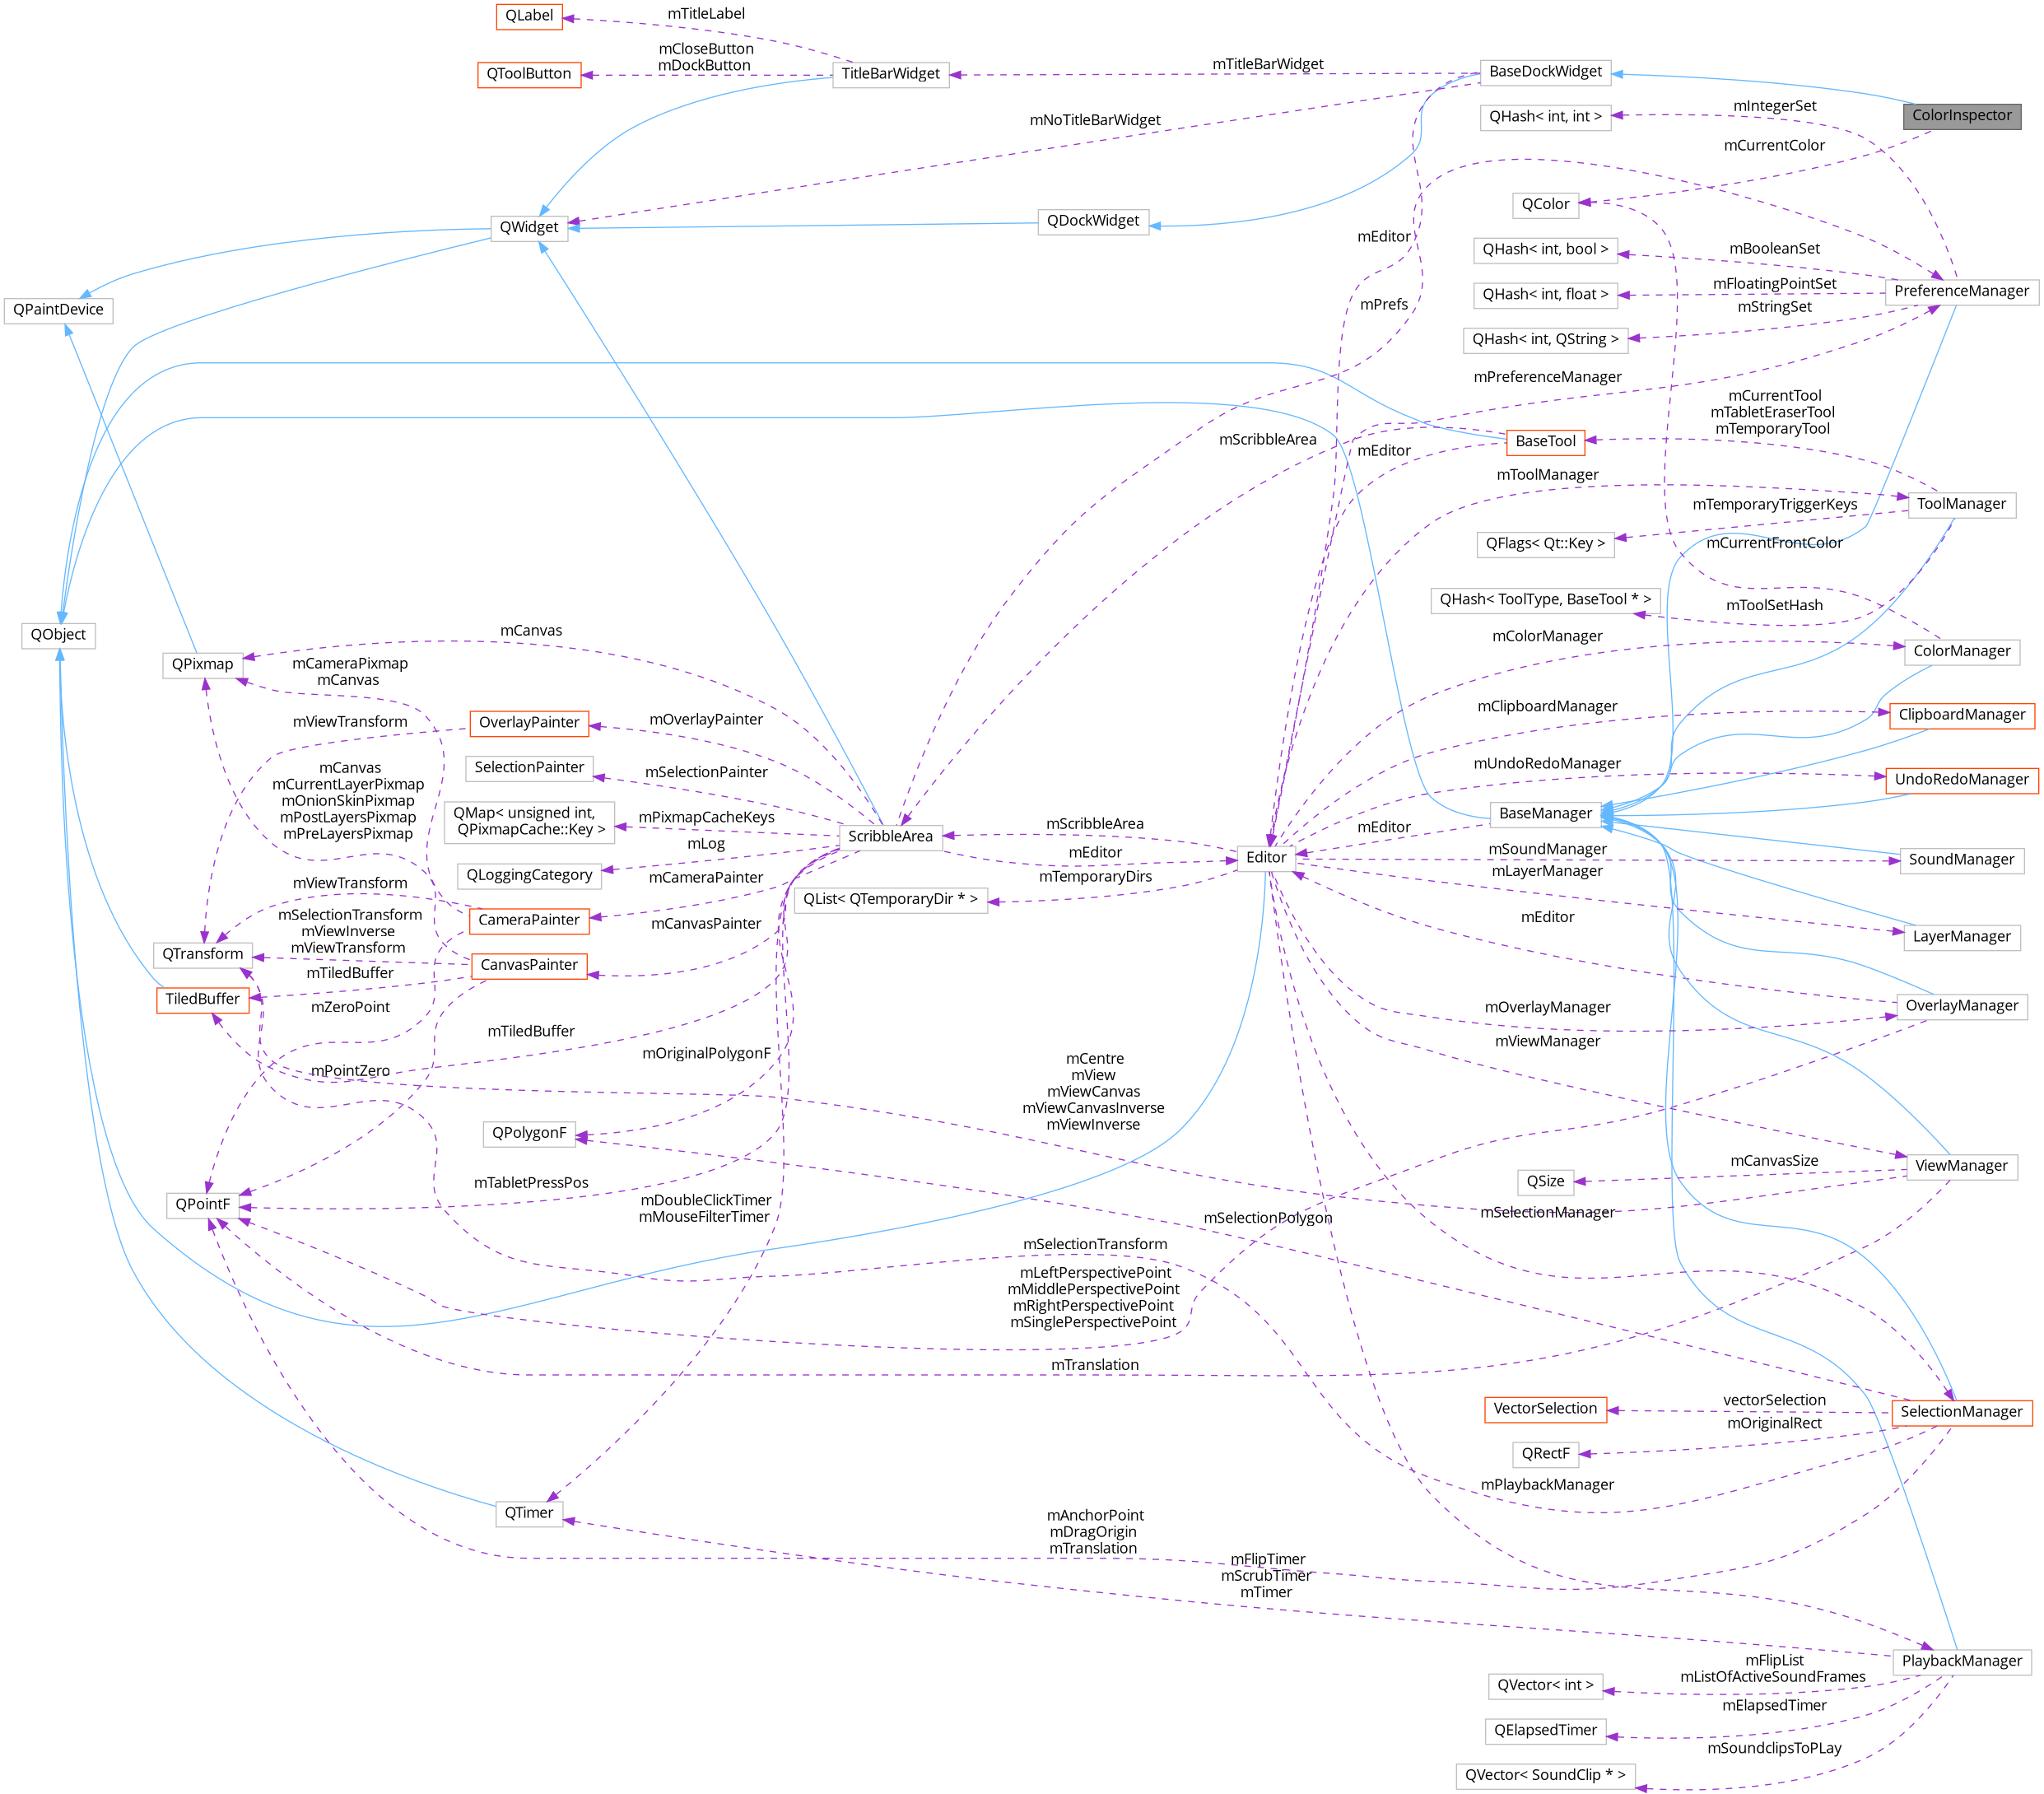 QLabel
mTitleLabel
QToolButton
mCloseButton
mDockButton
TitleBarWidget
mTitleBarWidget
BaseDockWidget
ColorInspector
QHash< int, int >
mIntegerSet
mNoTitleBarWidget
mCurrentColor
QColor
QWidget
QDockWidget
mEditor
QHash< int, bool >
mBooleanSet
QPaintDevice
mPrefs
QHash< int, float >
mFloatingPointSet
PreferenceManager
QHash< int, QString >
mStringSet
mPreferenceManager
mScribbleArea
mEditor
BaseTool
mCurrentTool
mTabletEraserTool
mTemporaryTool
mToolManager
ToolManager
mTemporaryTriggerKeys
QFlags< Qt::Key >
mCurrentFrontColor
QHash< ToolType, BaseTool * >
mToolSetHash
QObject
mCanvas
QPixmap
mCameraPixmap
mCanvas
mColorManager
ColorManager
mViewTransform
OverlayPainter
mOverlayPainter
mClipboardManager
ClipboardManager
SelectionPainter
mSelectionPainter
mUndoRedoManager
UndoRedoManager
mCanvas
mCurrentLayerPixmap
mOnionSkinPixmap
mPostLayersPixmap
mPreLayersPixmap
QMap< unsigned int,
QPixmapCache::Key >
mPixmapCacheKeys
ScribbleArea
mScribbleArea
mEditor
BaseManager
mLog
QLoggingCategory
mEditor
Editor
mSoundManager
SoundManager
mCameraPainter
mTemporaryDirs
QList< QTemporaryDir * >
mLayerManager
mViewTransform
CameraPainter
mCanvasPainter
mEditor
LayerManager
mSelectionTransform
mViewInverse
mViewTransform
QTransform
CanvasPainter
mTiledBuffer
TiledBuffer
mZeroPoint
mOverlayManager
OverlayManager
mTiledBuffer
mOriginalPolygonF
mViewManager
mPointZero
mCentre
mView
mViewCanvas
mViewCanvasInverse
mViewInverse
QPolygonF
mCanvasSize
QSize
ViewManager
mTabletPressPos
QPointF
mDoubleClickTimer
mMouseFilterTimer
mSelectionPolygon
mSelectionManager
mSelectionTransform
mLeftPerspectivePoint
mMiddlePerspectivePoint
mRightPerspectivePoint
mSinglePerspectivePoint
mTranslation
VectorSelection
vectorSelection
SelectionManager
mOriginalRect
QRectF
mPlaybackManager
QTimer
mAnchorPoint
mDragOrigin
mTranslation
mFlipTimer
mScrubTimer
mTimer
PlaybackManager
mFlipList
mListOfActiveSoundFrames
QVector< int >
mElapsedTimer
QElapsedTimer
mSoundclipsToPLay
QVector< SoundClip * >